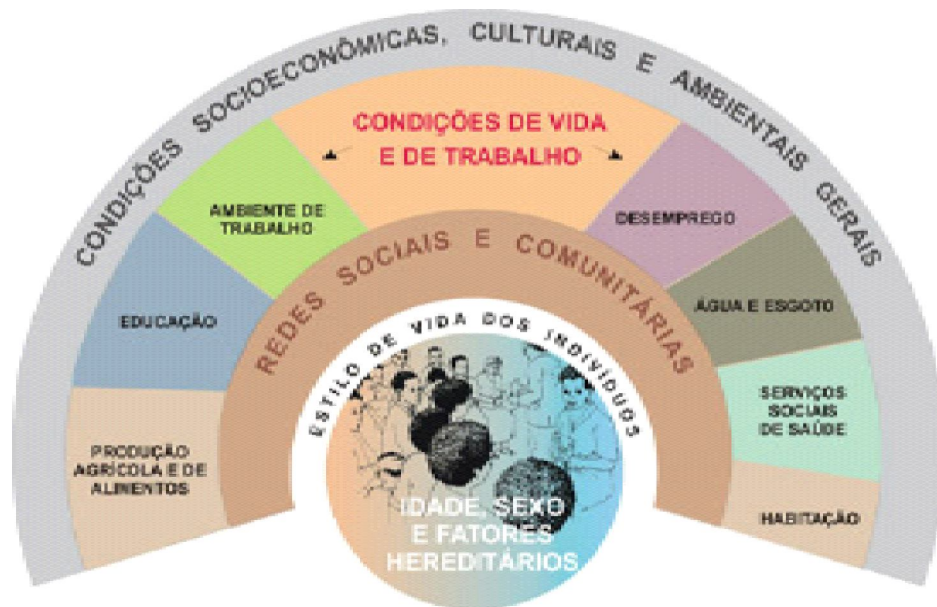 CONDIÇÕES SOCIOECONÔMICAS, CULTURAIS E AMBIENTAIS GERAIS
CONDIÇÕES DE VIDA
E DE TRABALHO
AMBIENTE DE
TRABALHO
DESEMPREGO
REDES SOCIAIS E COMUNITÁRIAS
EDUCAÇÃO
ÁGUA E ESGOTO
ESTILO DE VIDA DOS INDIVÍDUOS
SERVIÇOS
SOCIAIS
DE SAÚDE
PRODUÇÃO
AGRÍCOLA E DE
ALIMENTOS
HABITAÇÃO
IDADE, SEXO
E FATORES
HEREDITÁRIOS